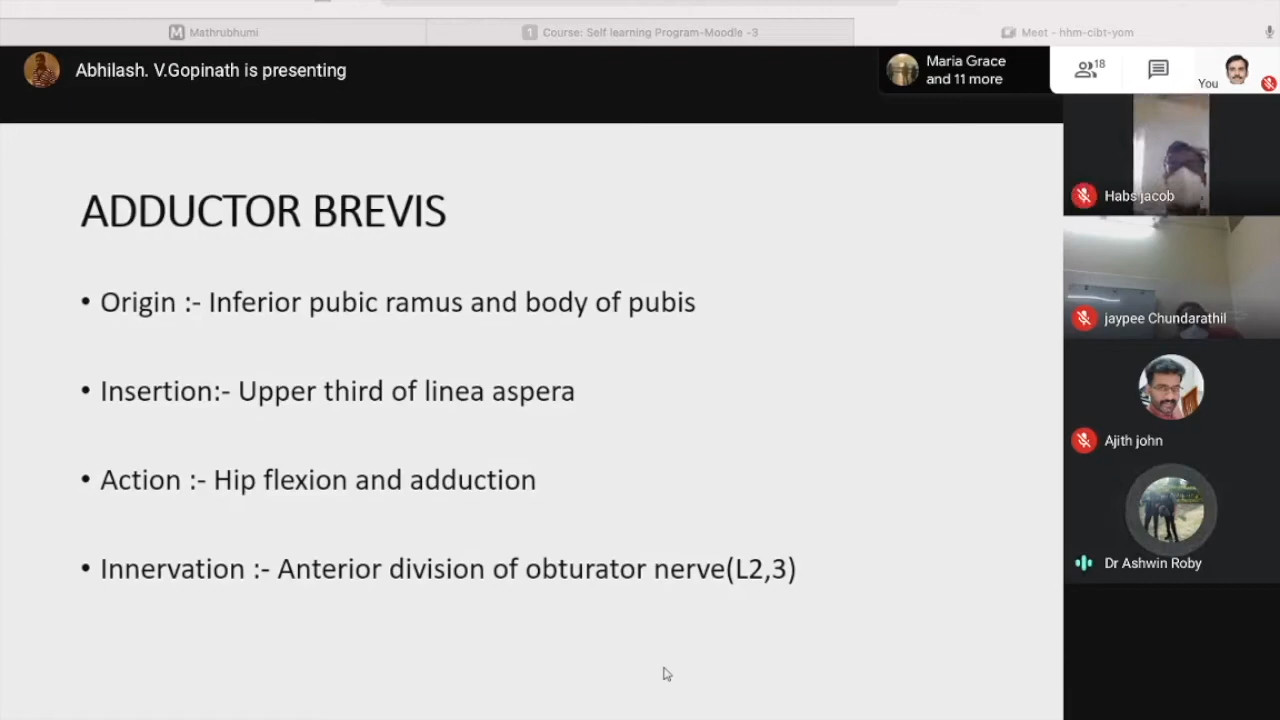 Mathrubhumi
1 Course: Self learning Program-Moodle -3
Meet - hhm-cibt-yom
Abhilash. V.Gopinath is presenting
Maria Grace
and 11 more
18
You
ADDUCTOR BREVIS
• Origin :- Inferior pubic ramus and body of pubis
• Insertion:- Upper third of linea aspera
• Action :- Hip flexion and adduction
• Innervation :- Anterior division of obturator nerve(L2,3)
Habs jacob
jaypee Chundarathil
Ajith john
Dr Ashwin Roby